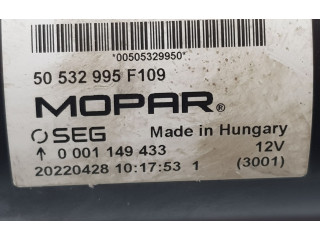 *00505329950*
50 532 995 F109
MOPAR®
SEG Made in Hungary
↑ 0 001 149 433 12V
20220428 10:17:53 1 (3001)